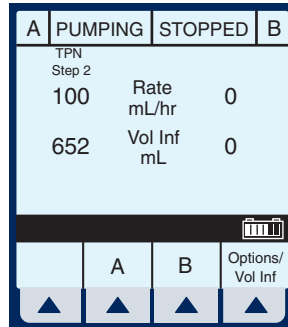 A PUMPING STOPPED B
TPN
Step 2
100 Rate mL/hr 0
652 Vol Inf mL 0
A B Options/ Vol Inf